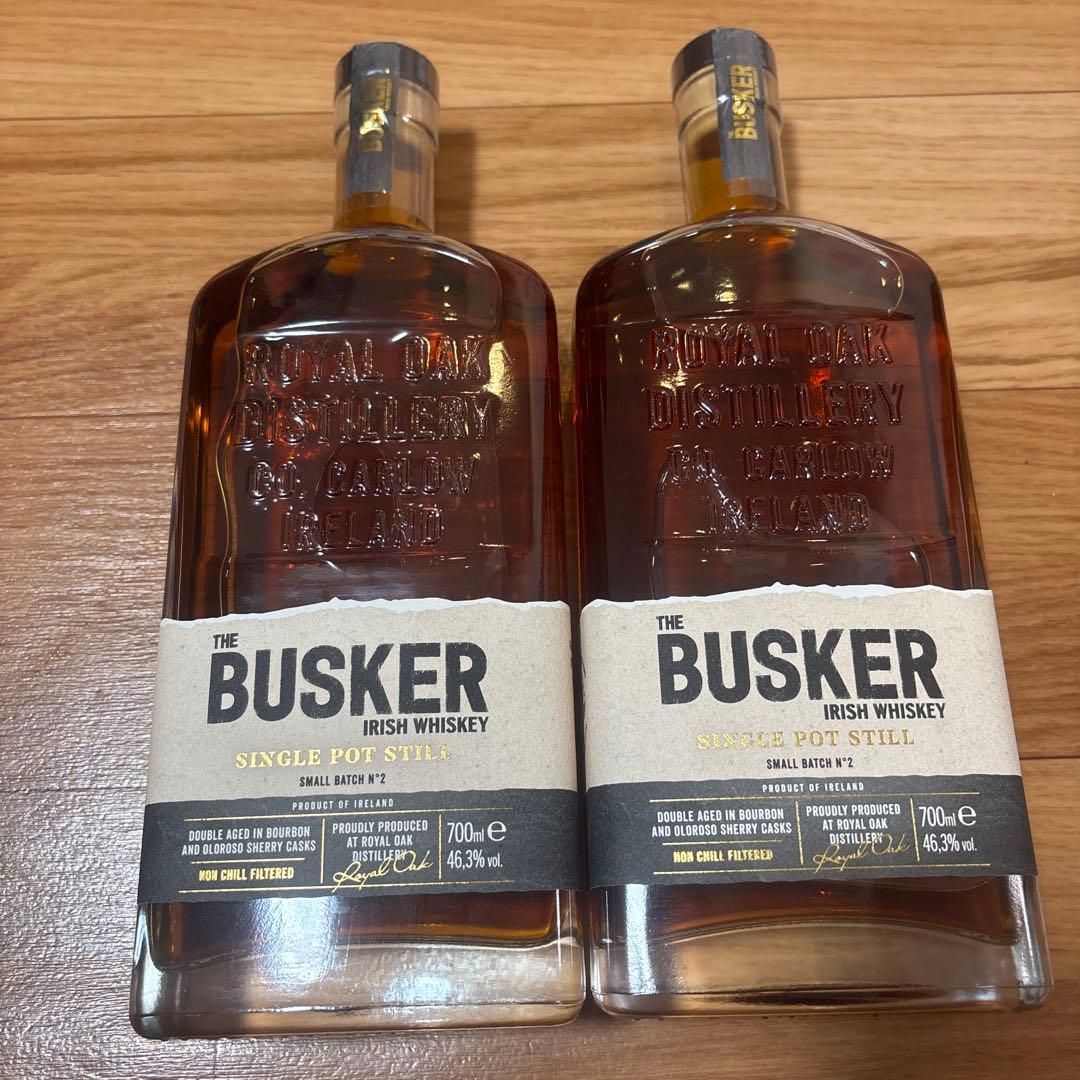 BUSKER
ROYAL OAK
DISTILLERY
CO. CARLOW
IRELAND
THE
BUSKER
IRISH WHISKEY
SINGLE POT STILL
SMALL BATCH N°2
PRODUCT OF IRELAND
DOUBLE AGED IN BOURBON
AND OLOROSO SHERRY CASKS
NON CHILL FILTERED
PROUDLY PRODUCED
AT ROYAL OAK
DISTILLERY
Royal Oak
700ml e
46,3% vol.
BUSKER
ROYAL OAK
DISTILLERY
CO. CARLOW
IRELAND
THE
BUSKER
IRISH WHISKEY
SINGLE POT STILL
SMALL BATCH N°2
PRODUCT OF IRELAND
DOUBLE AGED IN BOURBON
AND OLOROSO SHERRY CASKS
NON CHILL FILTERED
PROUDLY PRODUCED
AT ROYAL OAK
DISTILLERY
Royal Oak
700ml e
46,3% vol.